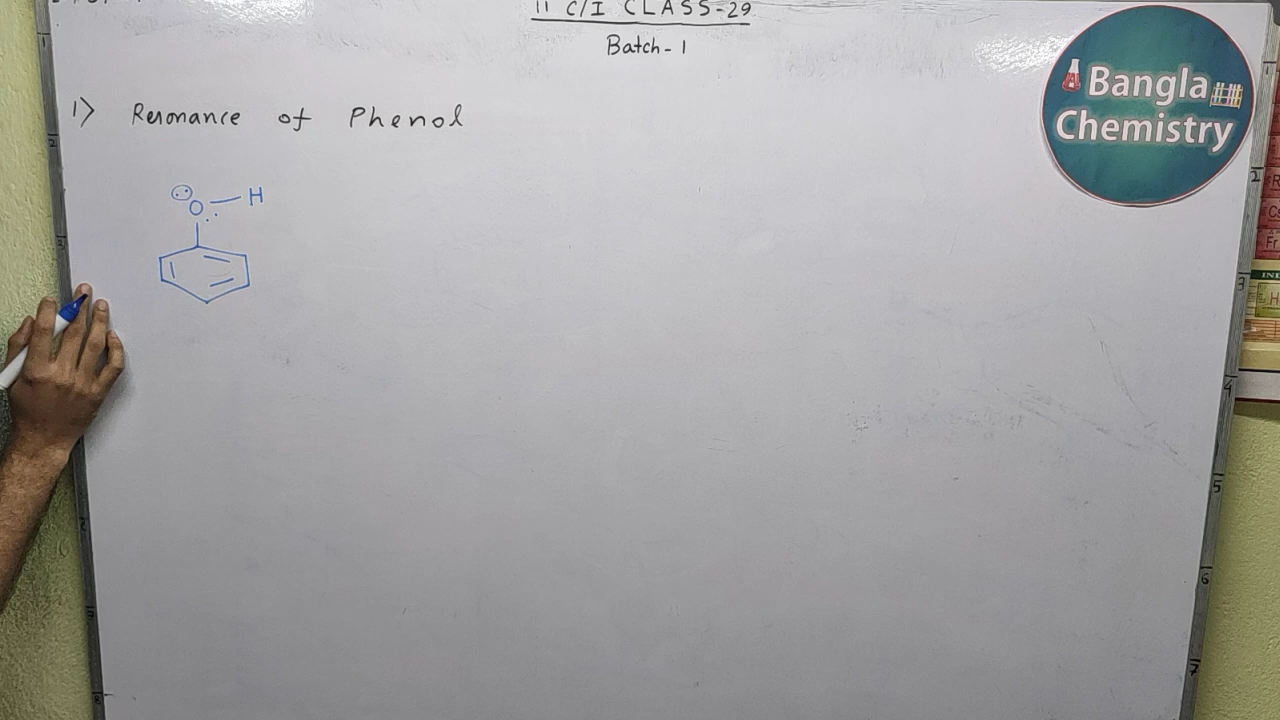 11 C/I CLASS-29
Batch-1
Bangla
Chemistry
1) Resonance of Phenol
O—H